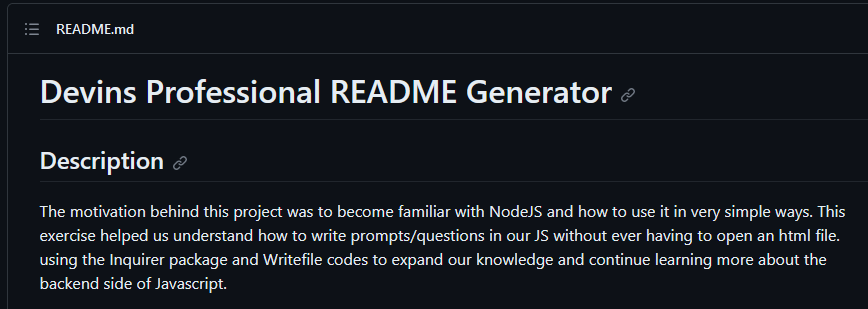 README.md
Devins Professional README Generator
Description
The motivation behind this project was to become familiar with NodeJS and how to use it in very simple ways. This
exercise helped us understand how to write prompts/questions in our JS without ever having to open an html file.
using the Inquirer package and Writefile codes to expand our knowledge and continue learning more about the
backend side of Javascript.